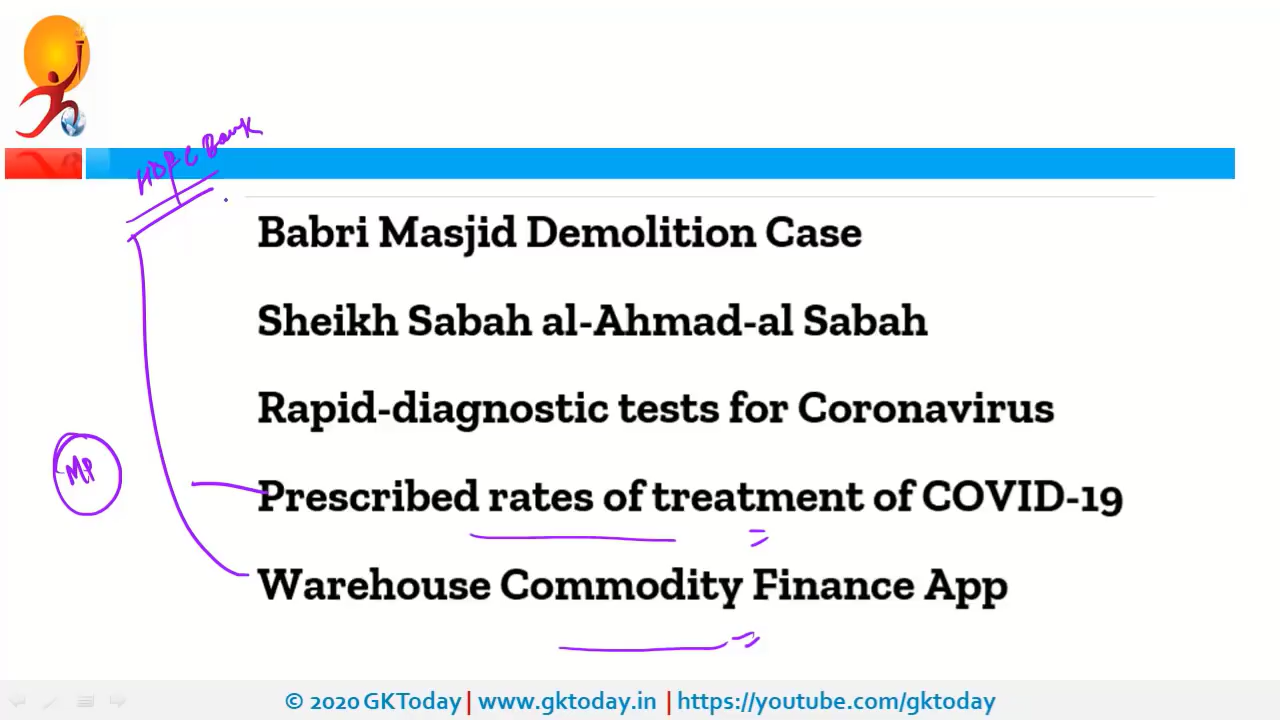 HDFC Bank
Babri Masjid Demolition Case
Sheikh Sabah al-Ahmad-al Sabah
Rapid-diagnostic tests for Coronavirus
MP
Prescribed rates of treatment of COVID-19
Warehouse Commodity Finance App
© 2020 GKToday | www.gktoday.in | https://youtube.com/gktoday